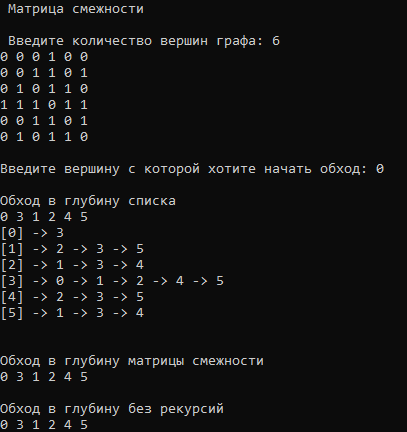 Матрица смежности
Введите количество вершин графа: 6
0 0 0 1 0 0
0 0 1 1 0 1
0 1 0 1 1 0
1 1 1 0 1 1
0 0 1 1 0 1
0 1 0 1 1 0
Введите вершину с которой хотите начать обход: 0
Обход в глубину списка
0 3 1 2 4 5
[0] -> 3
[1] -> 2 -> 3 -> 5
[2] -> 1 -> 3 -> 4
[3] -> 0 -> 1 -> 2 -> 4 -> 5
[4] -> 2 -> 3 -> 5
[5] -> 1 -> 3 -> 4
Обход в глубину матрицы смежности
0 3 1 2 4 5
Обход в глубину без рекурсий
0 3 1 2 4 5